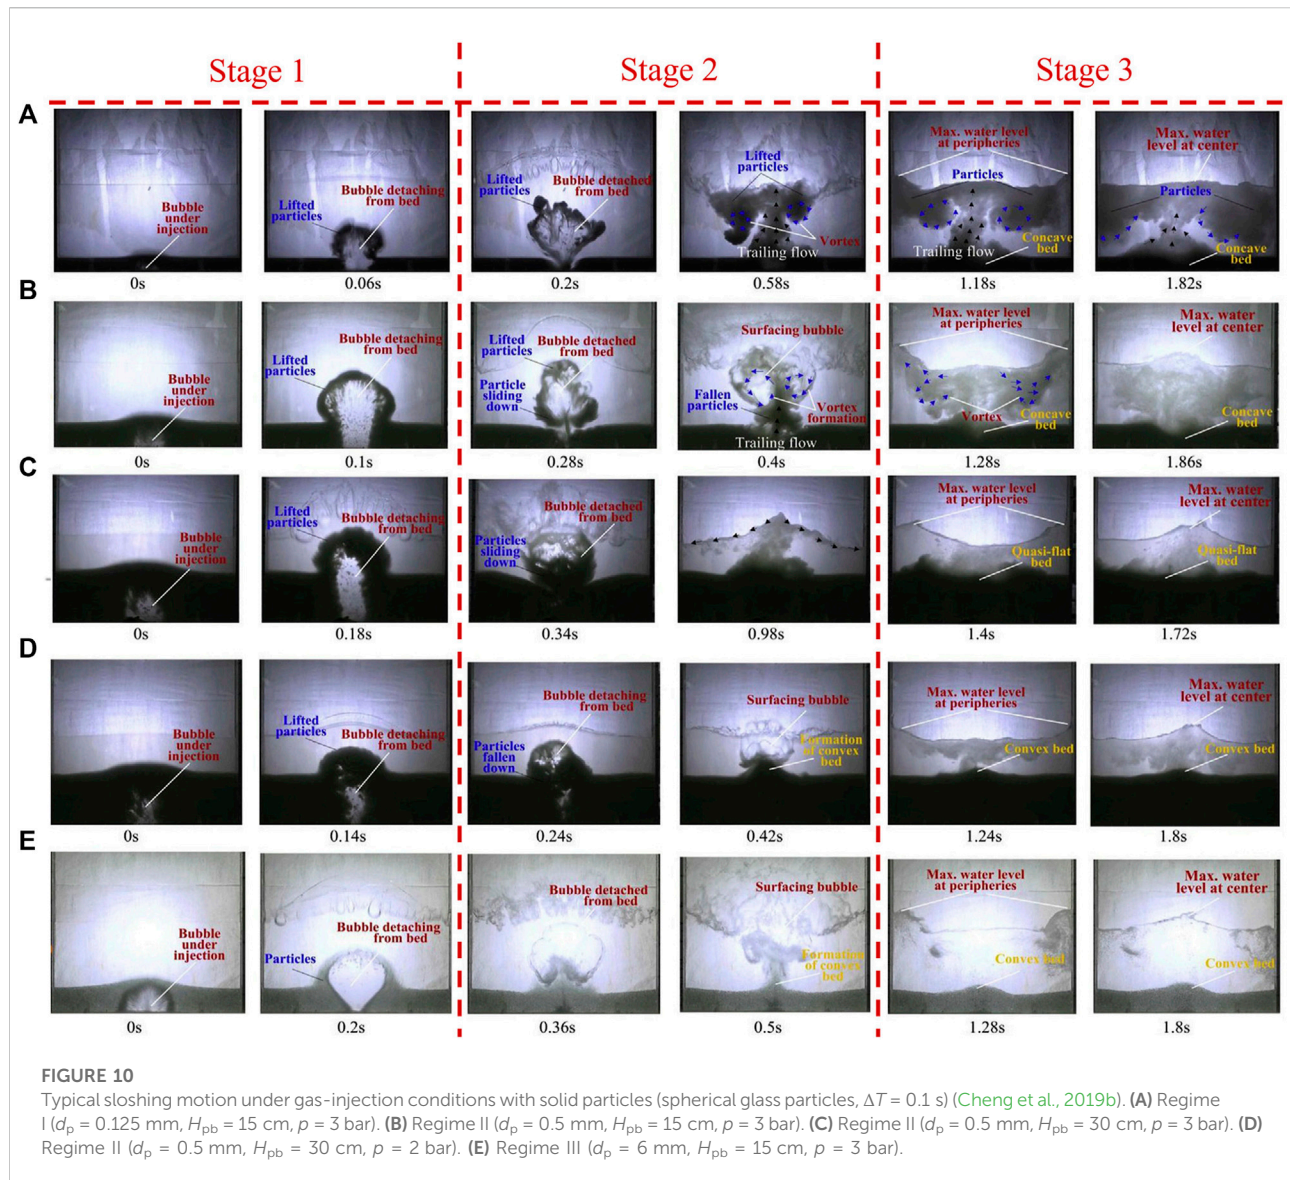 Stage 1
Stage 2
Stage 3
A
Bubble
under
injection
0s
Lifted
particles
Bubble detaching
from bed
0.06s
Lifted
particles
Bubble detached
from bed
0.2s
Lifted
particles
Vortex
Trailing flow
0.58s
Max. water level
at peripheries
Particles
Concave
bed
Trailing flow
1.18s
Max. water
level at center
Particles
Concave
bed
1.82s
B
Bubble
under
injection
0s
Lifted
particles
Bubble detaching
from bed
0.1s
Lifted
particles
Bubble detached
from bed
Particle
sliding
down
0.28s
Surfacing bubble
Fallen
particles
Vortex
formation
Trailing flow
0.4s
Max. water level
at peripheries
Vortex
Concave
bed
1.28s
Max. water
level at center
Concave
bed
1.86s
C
Bubble
under
injection
0s
Lifted
particles
Bubble detaching
from bed
0.18s
Bubble detached
from bed
Particles
sliding
down
0.34s
0.98s
Max. water level
at peripheries
Quasi-flat
bed
1.4s
Max. water
level at center
Quasi-flat
bed
1.72s
D
Bubble
under
injection
0s
Lifted
particles
Bubble detaching
from bed
0.14s
Bubble detaching
from bed
Particles
fallen
down
0.24s
Surfacing bubble
Formation
of convex
bed
0.42s
Max. water level
at peripheries
Convex bed
1.24s
Max. water
level at center
Convex bed
1.8s
E
Bubble
under
injection
0s
Bubble detaching
from bed
Particles
0.2s
Bubble detached
from bed
0.36s
Surfacing bubble
Formation
of convex
bed
0.5s
Max. water level
at peripheries
Convex bed
1.28s
Max. water
level at center
Convex bed
1.8s
FIGURE 10
Typical sloshing motion under gas-injection conditions with solid particles (spherical glass particles, ΔT = 0.1 s) (Cheng et al., 2019b). (A) Regime
I (dp = 0.125 mm, Hpb = 15 cm, p = 3 bar). (B) Regime II (dp = 0.5 mm, Hpb = 15 cm, p = 3 bar). (C) Regime II (dp = 0.5 mm, Hpb = 30 cm, p = 3 bar). (D)
Regime II (dp = 0.5 mm, Hpb = 30 cm, p = 2 bar). (E) Regime III (dp = 6 mm, Hpb = 15 cm, p = 3 bar).